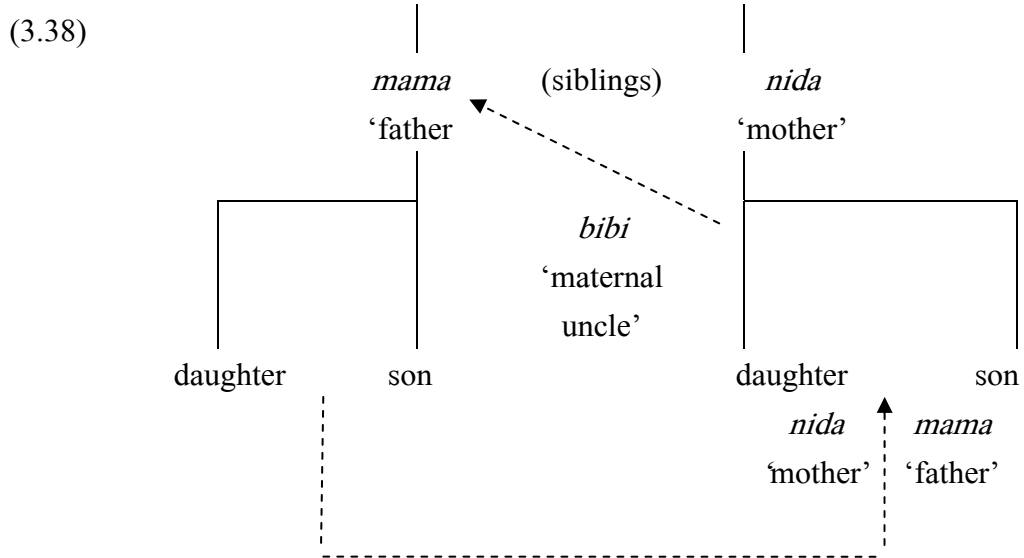 (3.38)
mama (siblings) nida
‘father ‘mother’
bibi
‘maternal
uncle’
daughter son daughter son
nida mama
‘mother’ ‘father’